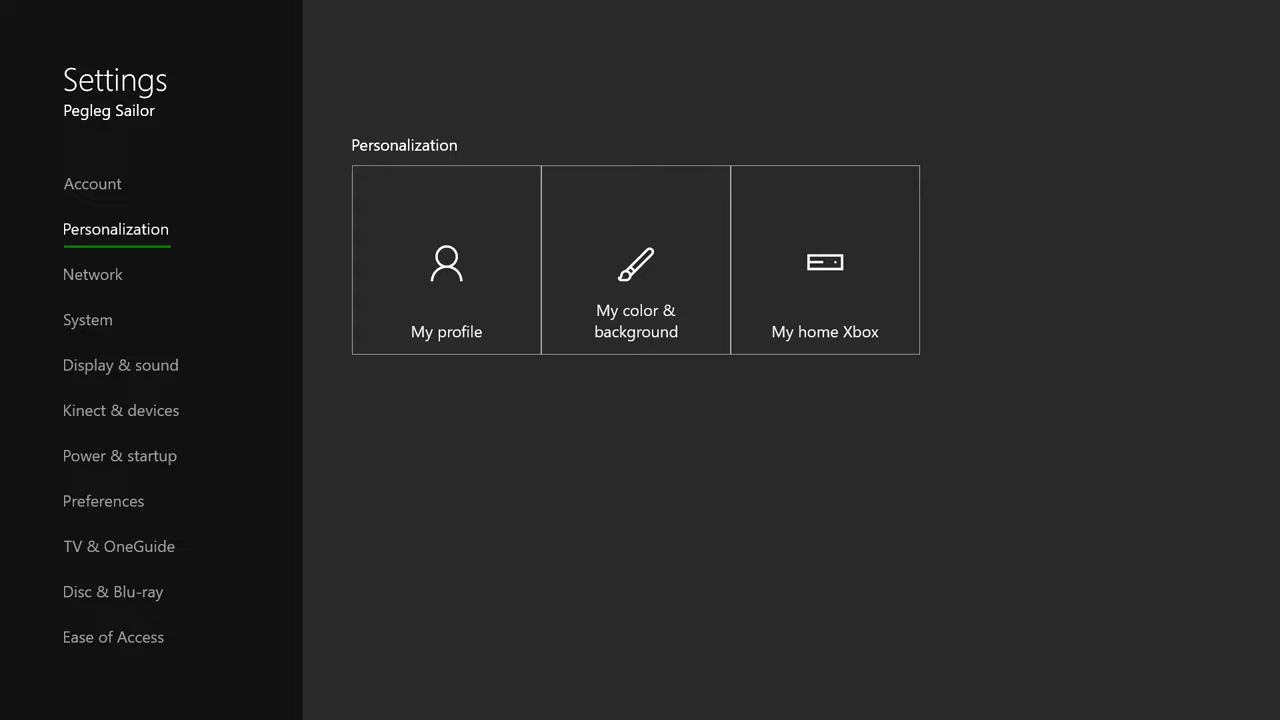 Settings
Pegleg Sailor
Account
Personalization
Network
System
Display & sound
Kinect & devices
Power & startup
Preferences
TV & OneGuide
Disc & Blu-ray
Ease of Access
Personalization
My profile
My color &
background
My home Xbox